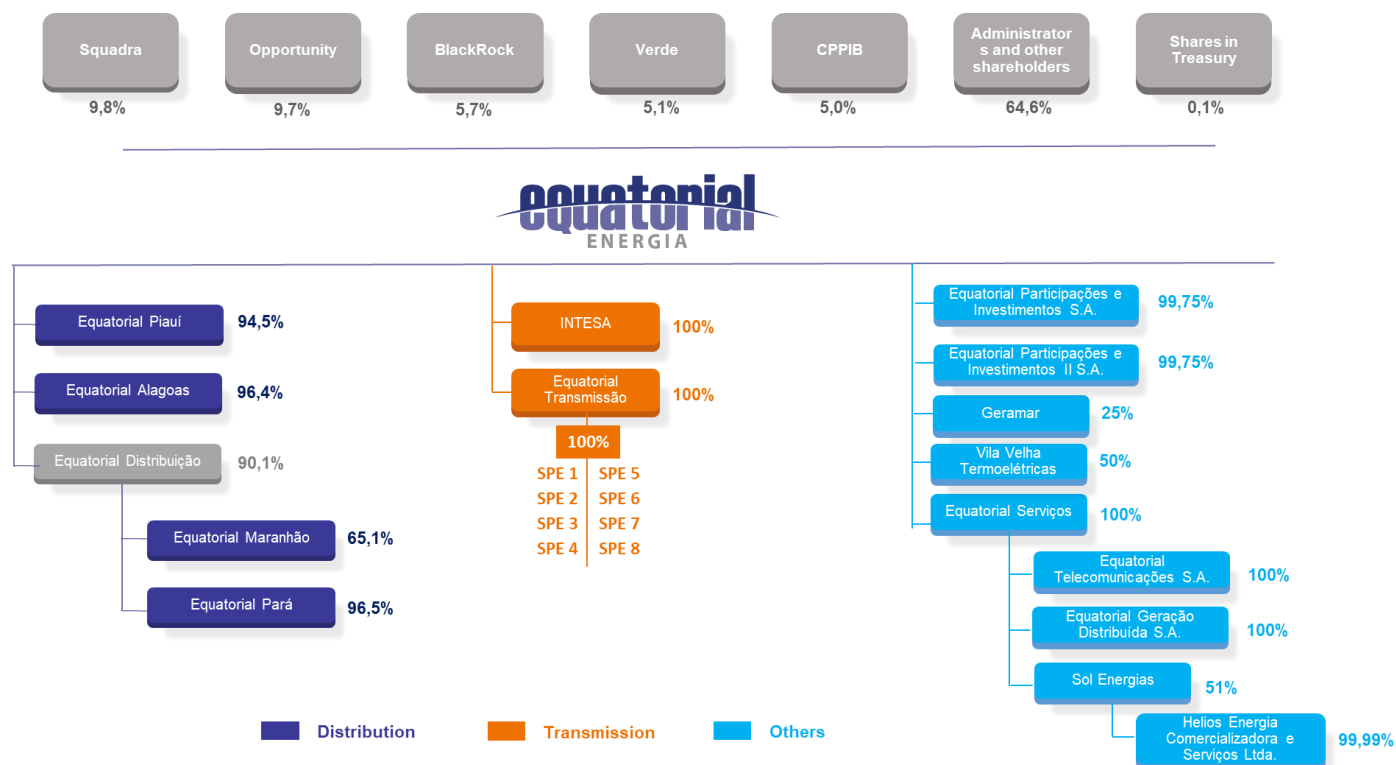 Squadra
Opportunity
BlackRock
Verde
CPPIB
Administrator
s and other
shareholders
Shares in
Treasury
9,8%
9,7%
5,7%
5,1%
5,0%
64,6%
0,1%
equatorial
ENERGIA
Equatorial Piauí
94,5%
Equatorial Alagoas
96,4%
Equatorial Distribuição
90,1%
Equatorial Maranhão
65,1%
Equatorial Pará
96,5%
INTESA
100%
Equatorial
Transmissão
100%
100%
SPE 1
SPE 2
SPE 3
SPE 4
SPE 5
SPE 6
SPE 7
SPE 8
Equatorial Participações e
Investimentos S.A.
99,75%
Equatorial Participações e
Investimentos II S.A.
99,75%
Geramar
25%
Vila Velha
Termoelétricas
50%
Equatorial Serviços
100%
Equatorial
Telecomunicações S.A.
100%
Equatorial Geração
Distribuída S.A.
100%
Sol Energias
51%
Helios Energia
Comercializadora e
Serviços Ltda.
99,99%
Distribution
Transmission
Others